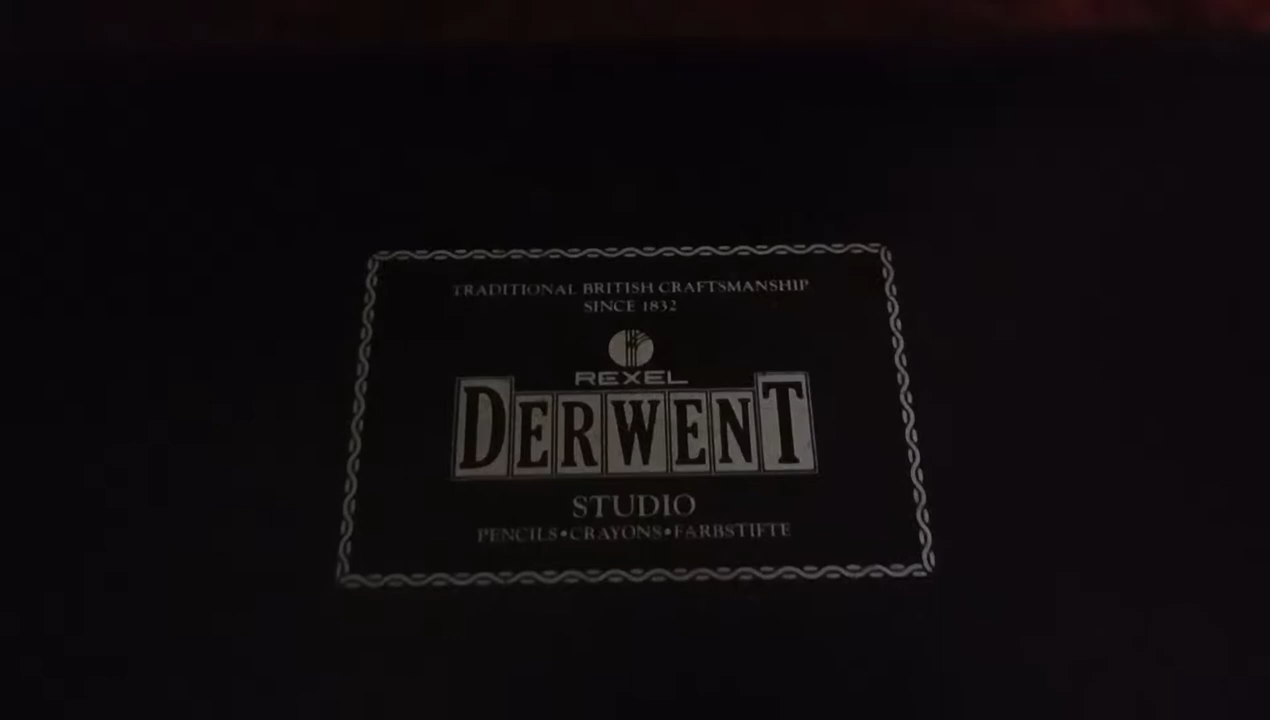 TRADITIONAL BRITISH CRAFTSMANSHIP
SINCE 1832
REXEL
DERWENT
STUDIO
PENCILS•CRAYONS•FARBSTIFTE